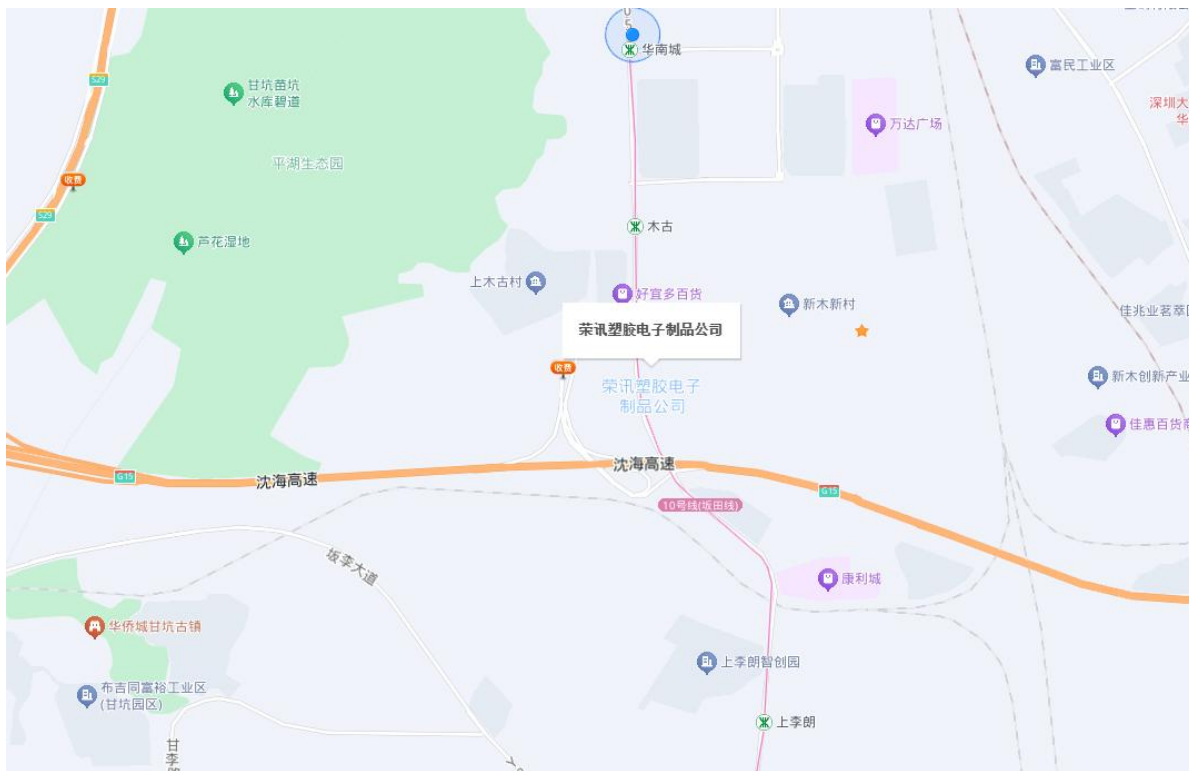 05
华南城
富民工业区
S29
甘坑苗坑
水库碧道
深圳大
华
万达广场
平湖生态园
收费
S29
木古
芦花湿地
上木古村
好宜多百货
新木新村
佳兆业茗萃园
荣讯塑胶电子制品公司
收费
荣讯塑胶电子
制品公司
新木创新产业
佳惠百货商
沈海高速
G15
沈海高速
G15
10号线(坂田线)
坂李大道
康利城
华侨城甘坑古镇
上李朗智创园
布吉同富裕工业区
(甘坑园区)
上李朗
甘李路